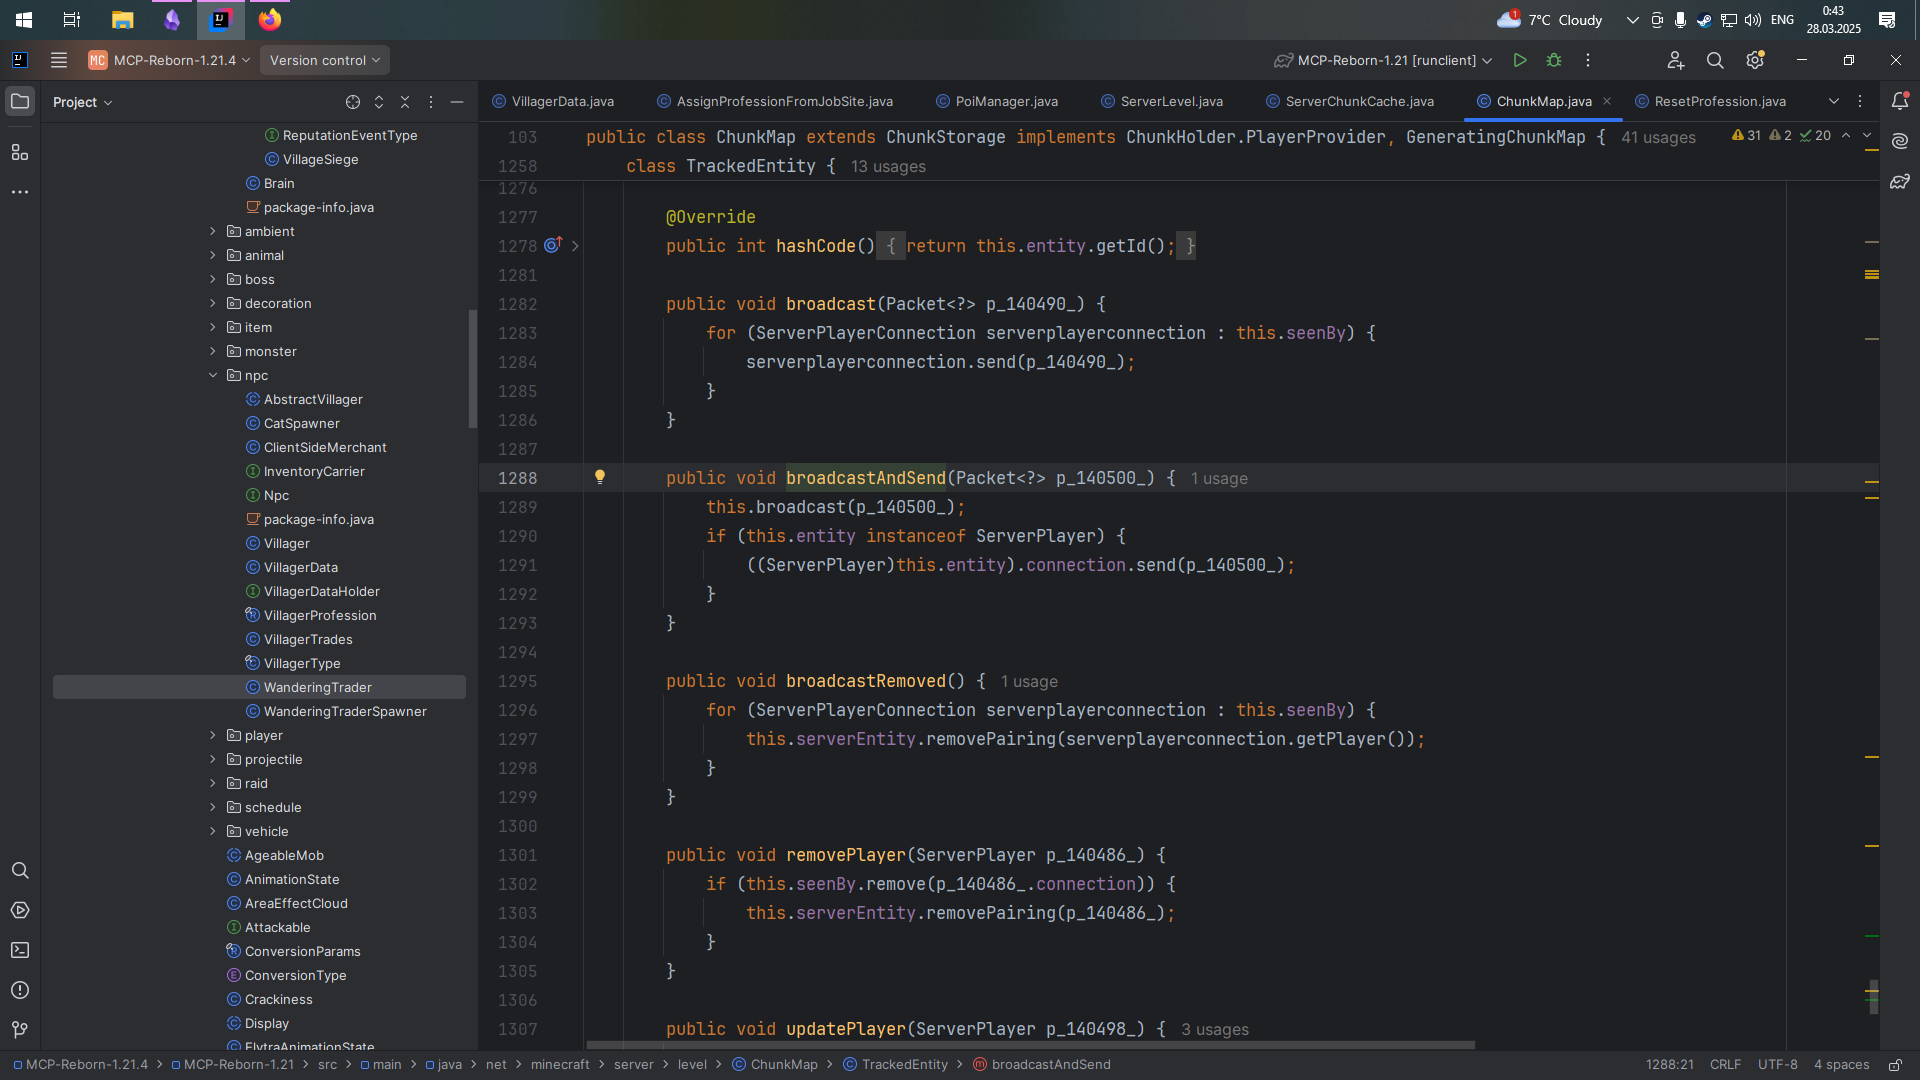 7°C Cloudy
1
ENG
0:43
28.03.2025
MC MCP-Reborn-1.21.4
Version control
MCP-Reborn-1.21 [runclient]
Project
ReputationEventType
VillageSiege
Brain
package-info.java
ambient
animal
boss
decoration
item
monster
npc
AbstractVillager
CatSpawner
ClientSideMerchant
InventoryCarrier
Npc
package-info.java
Villager
VillagerData
VillagerDataHolder
VillagerProfession
VillagerTrades
VillagerType
WanderingTrader
WanderingTraderSpawner
player
projectile
raid
schedule
vehicle
AgeableMob
AnimationState
AreaEffectCloud
Attackable
ConversionParams
ConversionType
Crackiness
Display
ElytraAnimationState
VillagerData.java AssignProfessionFromJobSite.java PoiManager.java ServerLevel.java ServerChunkCache.java ChunkMap.java ResetProfession.java
103 public class ChunkMap extends ChunkStorage implements ChunkHolder.PlayerProvider, GeneratingChunkMap { 41 usages
31 2 20
1258 class TrackedEntity { 13 usages
1276
1277 @Override
1278 public int hashCode() { return this.entity.getId(); }
1281
1282 public void broadcast(Packet<?> p_140490_) {
1283 for (ServerPlayerConnection serverplayerconnection : this.seenBy) {
1284 serverplayerconnection.send(p_140490_);
1285 }
1286 }
1287
1288 public void broadcastAndSend(Packet<?> p_140500_) { 1 usage
1289 this.broadcast(p_140500_);
1290 if (this.entity instanceof ServerPlayer) {
1291 ((ServerPlayer)this.entity).connection.send(p_140500_);
1292 }
1293 }
1294
1295 public void broadcastRemoved() { 1 usage
1296 for (ServerPlayerConnection serverplayerconnection : this.seenBy) {
1297 this.serverEntity.removePairing(serverplayerconnection.getPlayer());
1298 }
1299 }
1300
1301 public void removePlayer(ServerPlayer p_140486_) {
1302 if (this.seenBy.remove(p_140486_.connection)) {
1303 this.serverEntity.removePairing(p_140486_);
1304 }
1305 }
1306
1307 public void updatePlayer(ServerPlayer p_140498_) { 3 usages
MCP-Reborn-1.21.4 > MCP-Reborn-1.21 > src > main > java > net > minecraft > server > level > ChunkMap > TrackedEntity > broadcastAndSend
1288:21 CRLF UTF-8 4 spaces